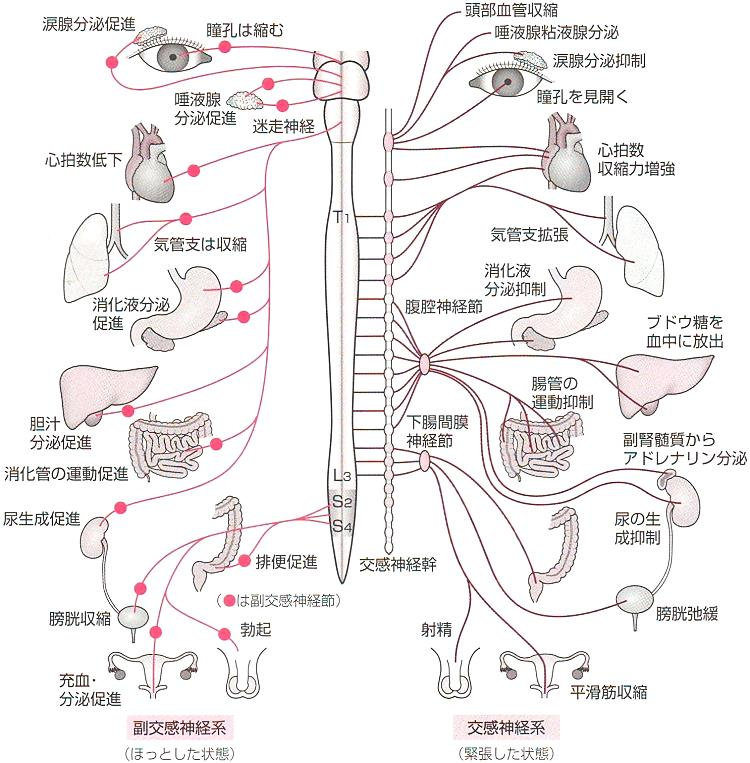 涙腺分泌促進
瞳孔は縮む
唾液腺
分泌促進
迷走神経
心拍数低下
気管支は収縮
消化液分泌
促進
胆汁
分泌促進
消化管の運動促進
尿生成促進
排便促進
(●は副交感神経節)
膀胱収縮
勃起
充血・
分泌促進
副交感神経系
(ほっとした状態)
T1
L3
S2
S4
頭部血管収縮
唾液腺粘液腺分泌
涙腺分泌抑制
瞳孔を見開く
心拍数
収縮力増強
気管支拡張
消化液
分泌抑制
腹腔神経節
ブドウ糖を
血中に放出
腸管の
運動抑制
下腸間膜
神経節
副腎髄質から
アドレナリン分泌
尿の生
成抑制
交感神経幹
膀胱弛緩
射精
平滑筋収縮
交感神経系
(緊張した状態)